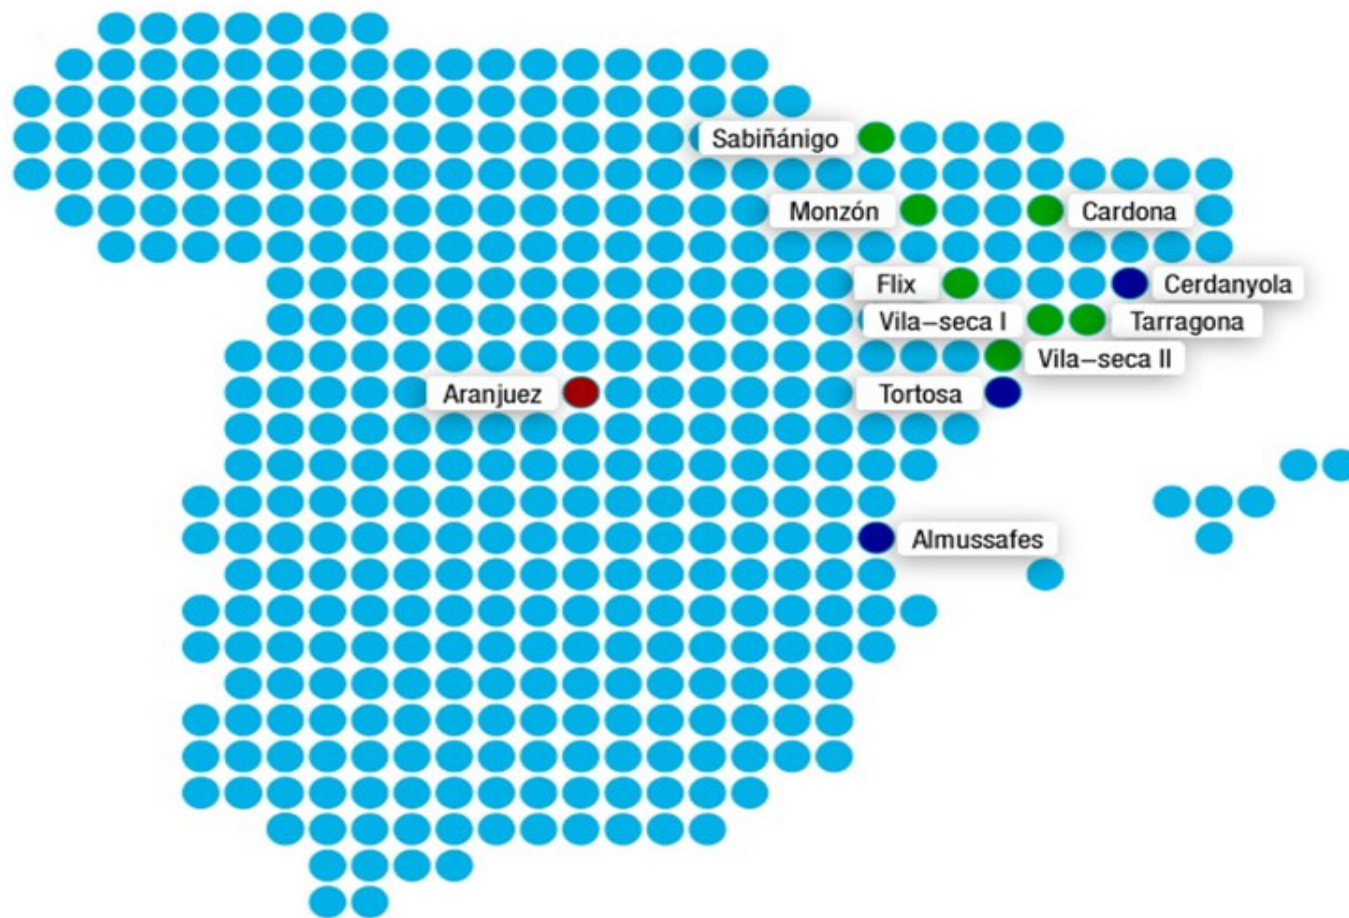 Sabiñánigo
Monzón
Cardona
Flix
Cerdanyola
Vila–seca I
Tarragona
Vila–seca II
Aranjuez
Tortosa
Almussafes